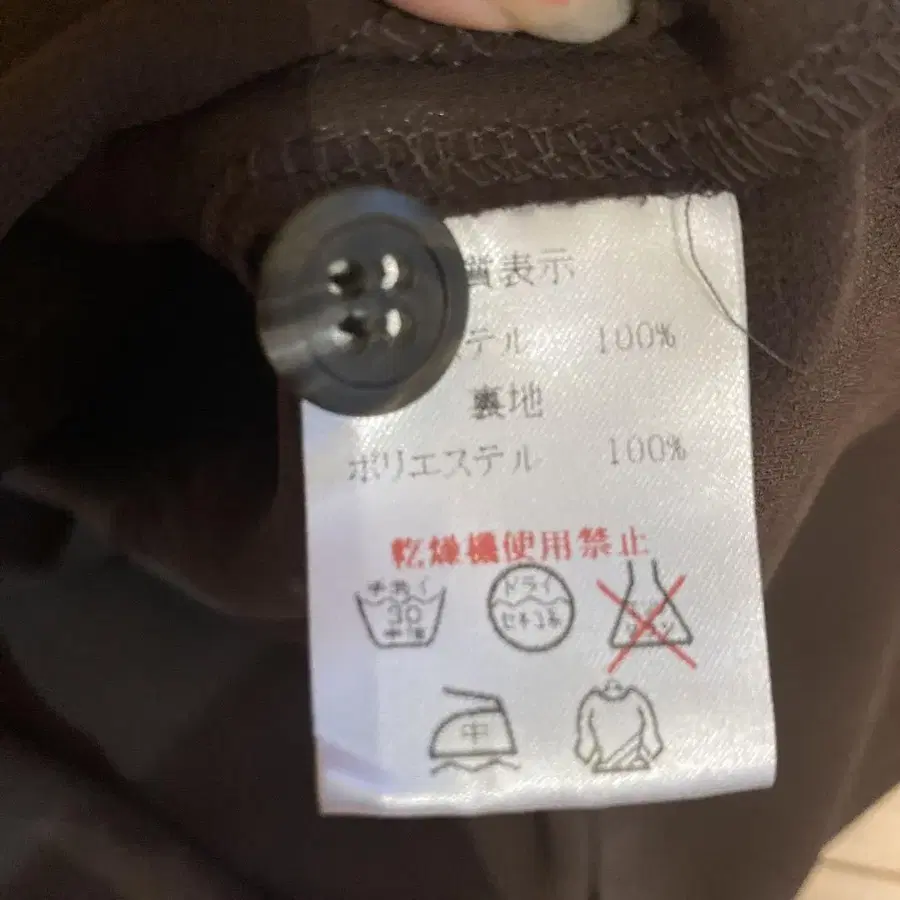 質表示
ステル 100%
裏地
ポリエステル 100%
乾燥機使用禁止
手洗イ
30
中性
ドライ
セキユ系
中